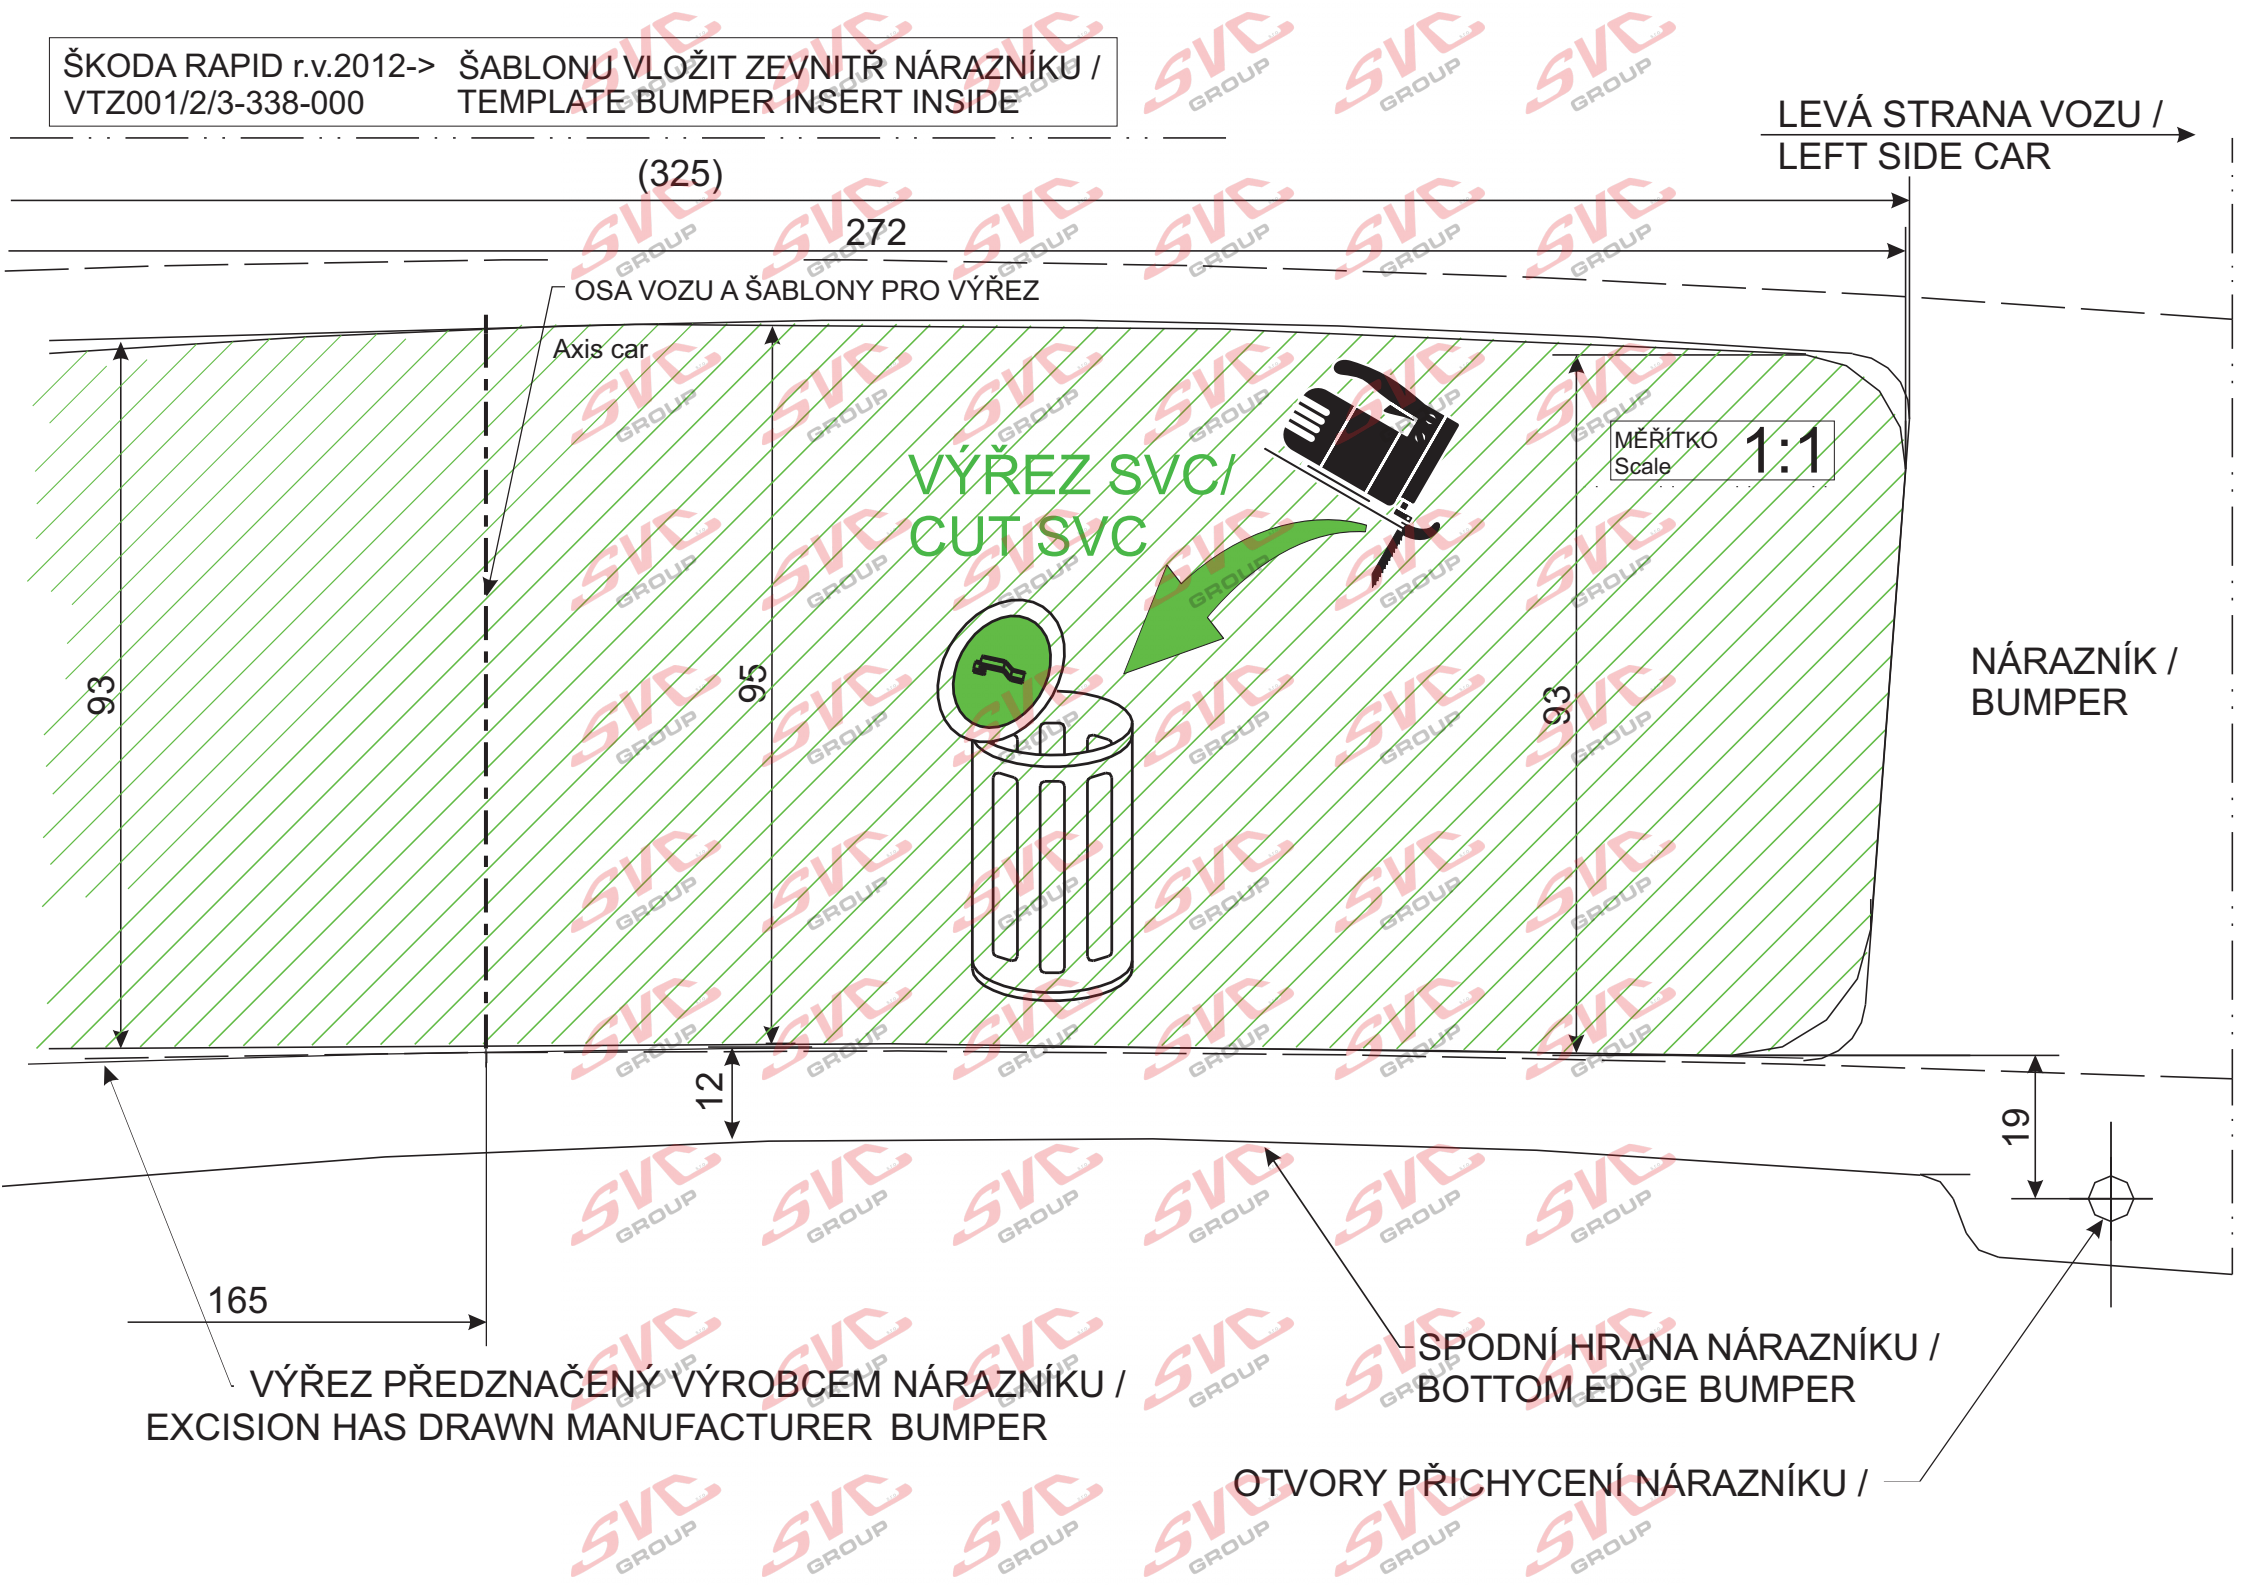 ŠKODA RAPID r.v.2012-> ŠABLONU VLOŽIT ZEVNITŘ NÁRAZNÍKU /
VTZ001/2/3-338-000 TEMPLATE BUMPER INSERT INSIDE
LEVÁ STRANA VOZU /
LEFT SIDE CAR
(325)
272
OSA VOZU A ŠABLONY PRO VÝŘEZ
Axis car
MĚŘÍTKO
Scale
1:1
VÝŘEZ SVC/
CUT SVC
93
95
93
NÁRAZNÍK /
BUMPER
12
19
165
SPODNÍ HRANA NÁRAZNÍKU /
BOTTOM EDGE BUMPER
VÝŘEZ PŘEDZNAČENÝ VÝROBCEM NÁRAZNÍKU /
EXCISION HAS DRAWN MANUFACTURER BUMPER
OTVORY PŘICHYCENÍ NÁRAZNÍKU /
SVC
GROUP